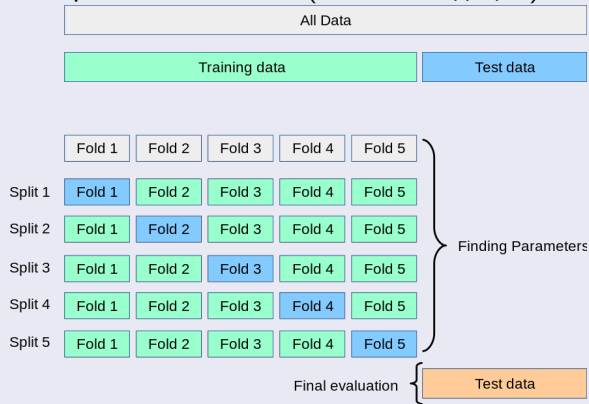 All Data
Training data Test data
Fold 1 Fold 2 Fold 3 Fold 4 Fold 5
Split 1 Fold 1 Fold 2 Fold 3 Fold 4 Fold 5
Split 2 Fold 1 Fold 2 Fold 3 Fold 4 Fold 5
Finding Parameters
Split 3 Fold 1 Fold 2 Fold 3 Fold 4 Fold 5
Split 4 Fold 1 Fold 2 Fold 3 Fold 4 Fold 5
Split 5 Fold 1 Fold 2 Fold 3 Fold 4 Fold 5
Final evaluation Test data